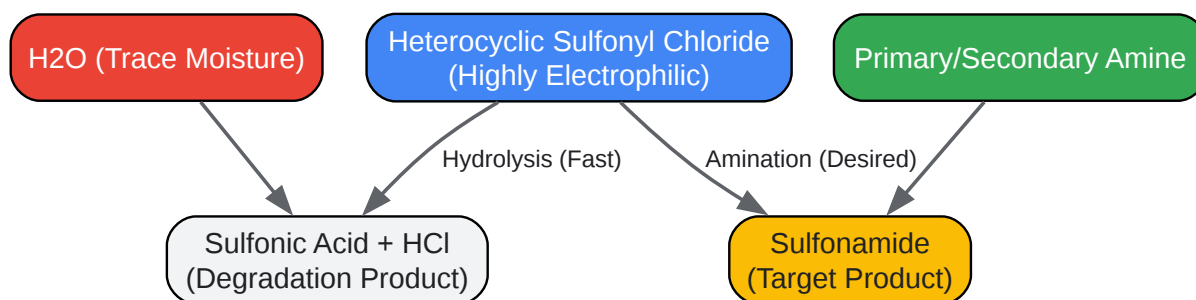 H2O (Trace Moisture)
Heterocyclic Sulfonyl Chloride
(Highly Electrophilic)
Primary/Secondary Amine
Hydrolysis (Fast)
Amination (Desired)
Sulfonic Acid + HCl
(Degradation Product)
Sulfonamide
(Target Product)